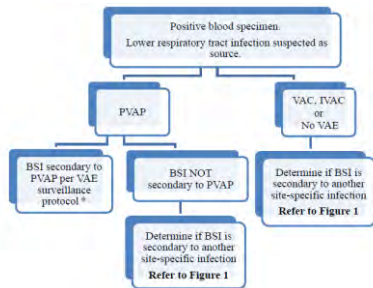 Positive blood specimen.
Lower respiratory tract infection suspected as
source.
PVAP
VAC, IVAC
or
No VAE
BSI secondary to
PVAP per VAE
surveillance
protocol *
BSI NOT
secondary to PVAP
Determine if BSI is
secondary to another
site-specific infection
Refer to Figure 1
Determine if BSI is
secondary to another
site-specific infection
Refer to Figure 1